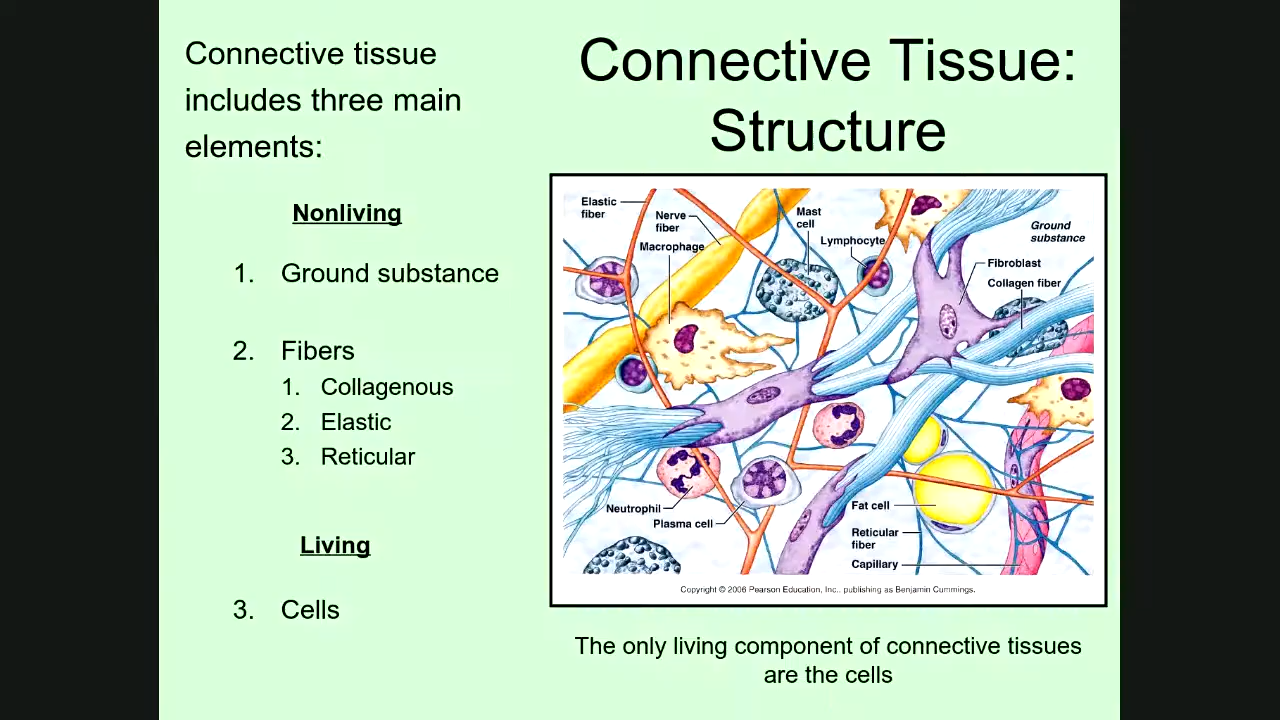 Connective tissue
includes three main
elements:
Nonliving
1. Ground substance
2. Fibers
1. Collagenous
2. Elastic
3. Reticular
Living
3. Cells
Connective Tissue:
Structure
Elastic
fiber
Nerve
fiber
Macrophage
Mast
cell
Lymphocyte
Ground
substance
Fibroblast
Collagen fiber
Neutrophil
Plasma cell
Fat cell
Reticular
fiber
Capillary
Copyright © 2006 Pearson Education, Inc., publishing as Benjamin Cummings.
The only living component of connective tissues
are the cells